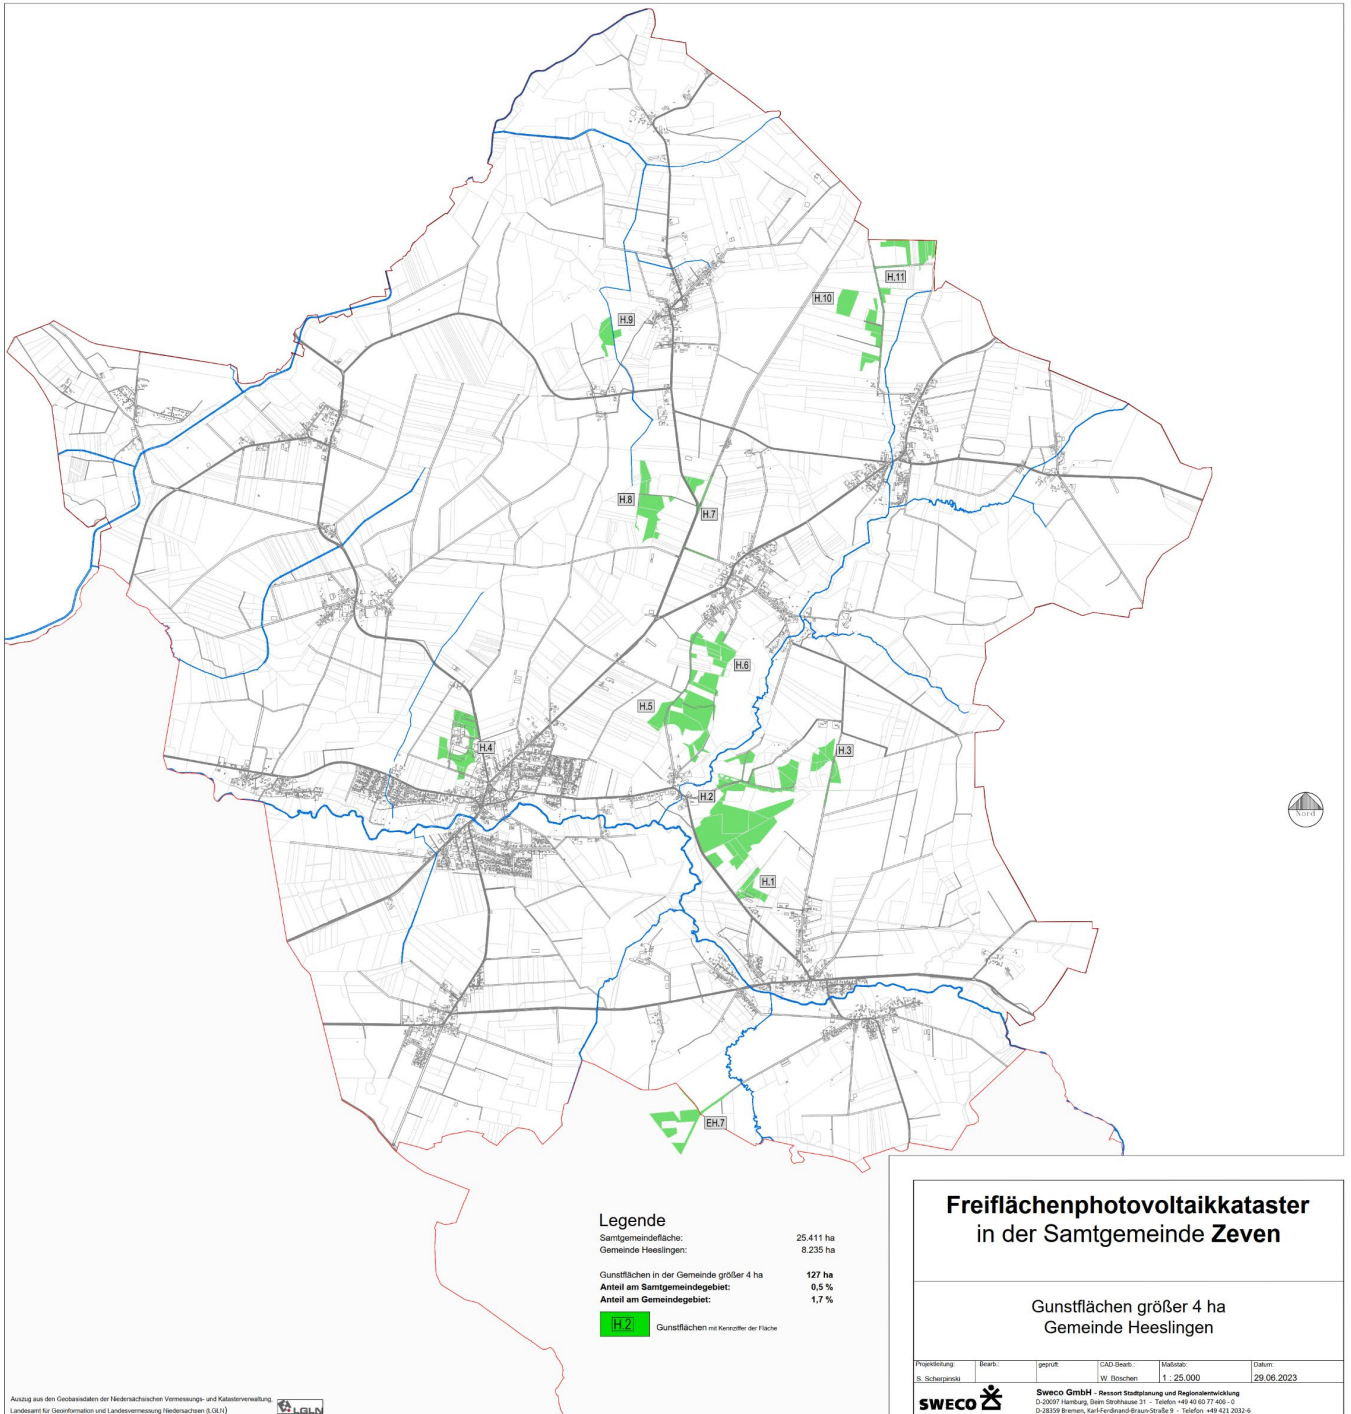 H.11
H.10
H.9
H.8
H.7
H.6
H.5
H.4
H.3
H.2
H.1
EH.7
Nord
Legende
Samtgemeindefläche: 25.411 ha
Gemeinde Heeslingen: 8.235 ha
Gunstflächen in der Gemeinde größer 4 ha 127 ha
Anteil am Samtgemeindegebiet: 0,5 %
Anteil am Gemeindegebiet: 1,7 %
H.2 Gunstflächen mit Kennziffer der Fläche
Freiflächenphotovoltaikkataster
in der Samtgemeinde Zeven
Gunstflächen größer 4 ha
Gemeinde Heeslingen
Projektleitung: Bearb.: geprüft: CAD-Bearb.: Maßstab: Datum:
S. Scharpinski W. Böschen 1 : 25.000 29.06.2023
SWECO
Sweco GmbH - Ressort Stadtplanung und Regionalentwicklung
D-20097 Hamburg, Beim Strohhause 31 - Telefon +49 40 60 77 406 - 0
D-28359 Bremen, Karl-Ferdinand-Braun-Straße 9 - Telefon +49 421 2032-6
Auszug aus den Geobasisdaten der Niedersächsischen Vermessungs- und Katasterverwaltung,
Landesamt für Geoinformation und Landesvermessung Niedersachsen (LGLN)
LGLN